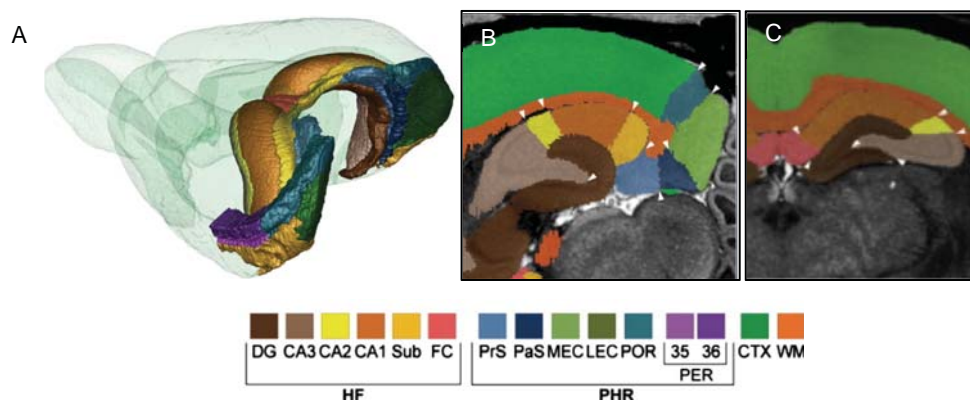 A
B
C
DG CA3 CA2 CA1 Sub FC PrS PaS MEC LEC POR 35 36 CTX WM
PER
HF PHR